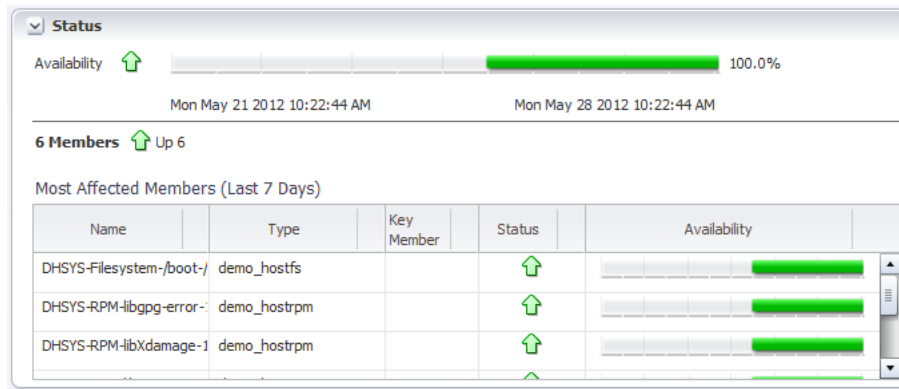 Status
Availability 100.0%
Mon May 21 2012 10:22:44 AM Mon May 28 2012 10:22:44 AM
6 Members Up 6
Most Affected Members (Last 7 Days)
Name Type Key Member Status Availability
DHSYS-Filesystem-/boot-/ demo_hostfs
DHSYS-RPM-libgpg-error- demo_hostrpm
DHSYS-RPM-libXdamage-1 demo_hostrpm